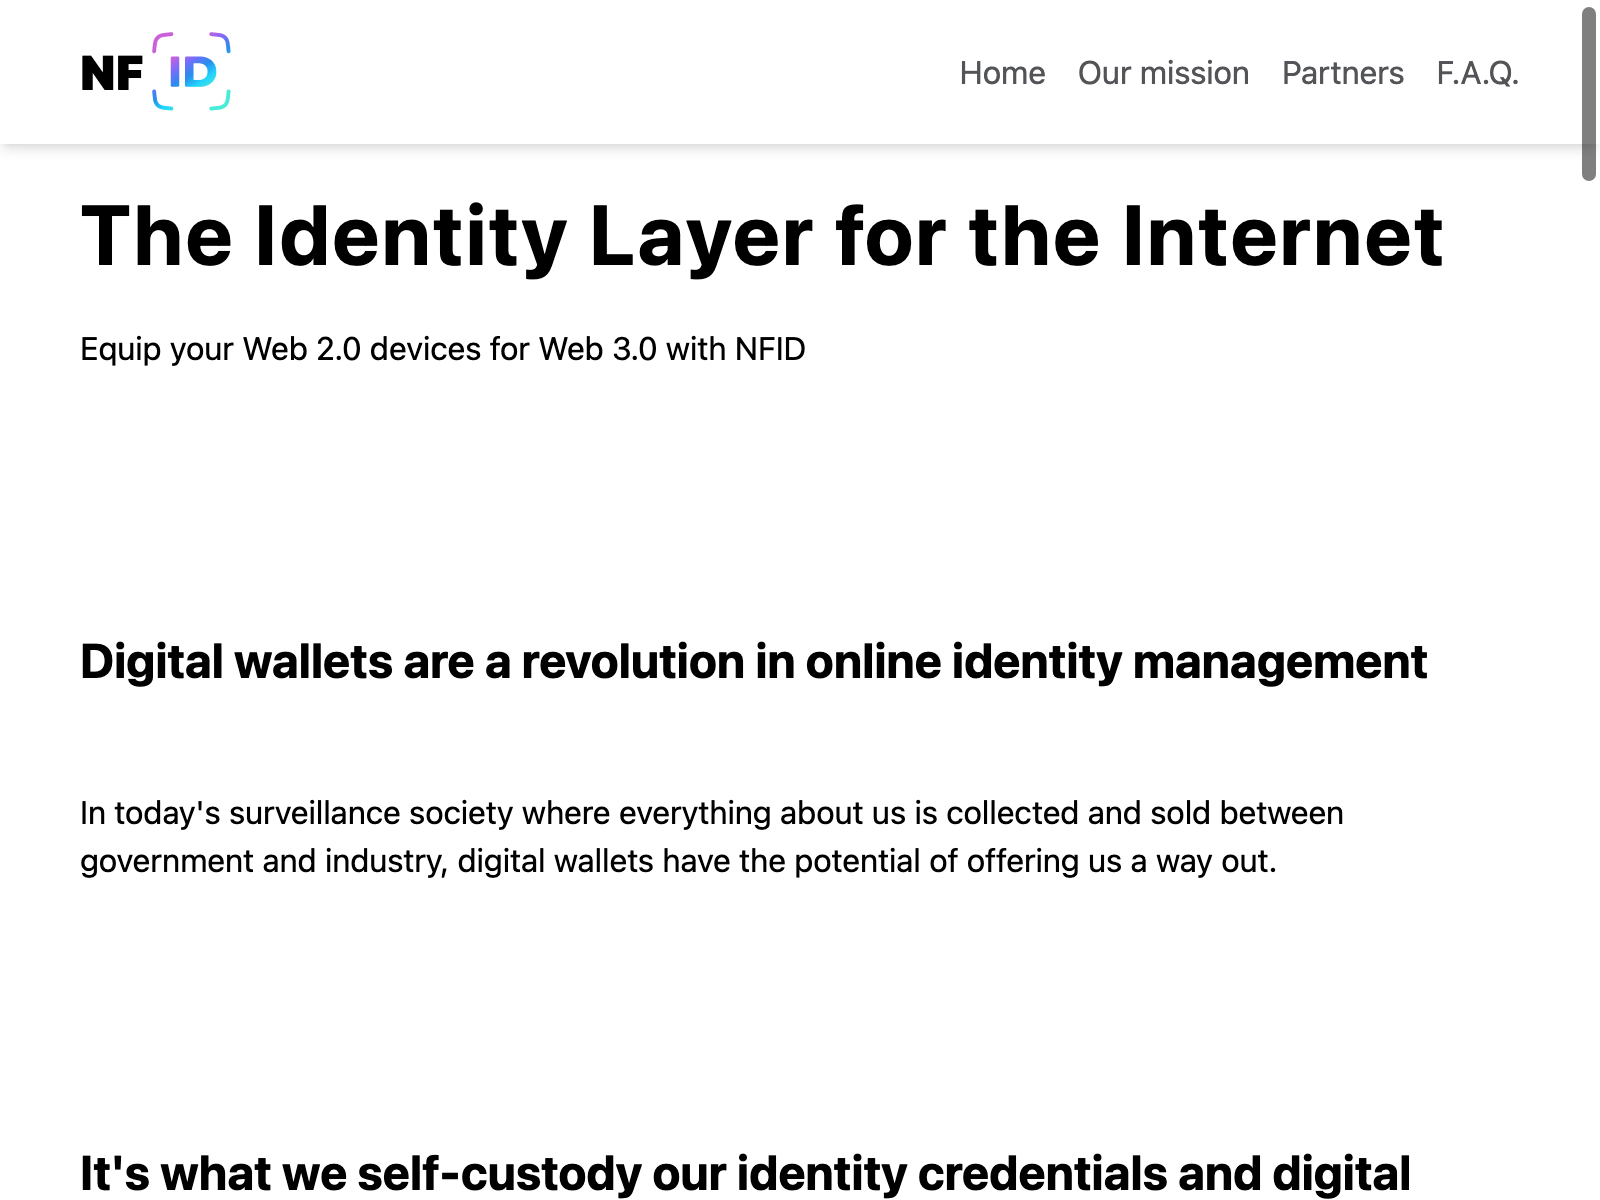 NF ID
Home Our mission Partners F.A.Q.
The Identity Layer for the Internet
Equip your Web 2.0 devices for Web 3.0 with NFID
Digital wallets are a revolution in online identity management
In today's surveillance society where everything about us is collected and sold between
government and industry, digital wallets have the potential of offering us a way out.
It's what we self-custody our identity credentials and digital